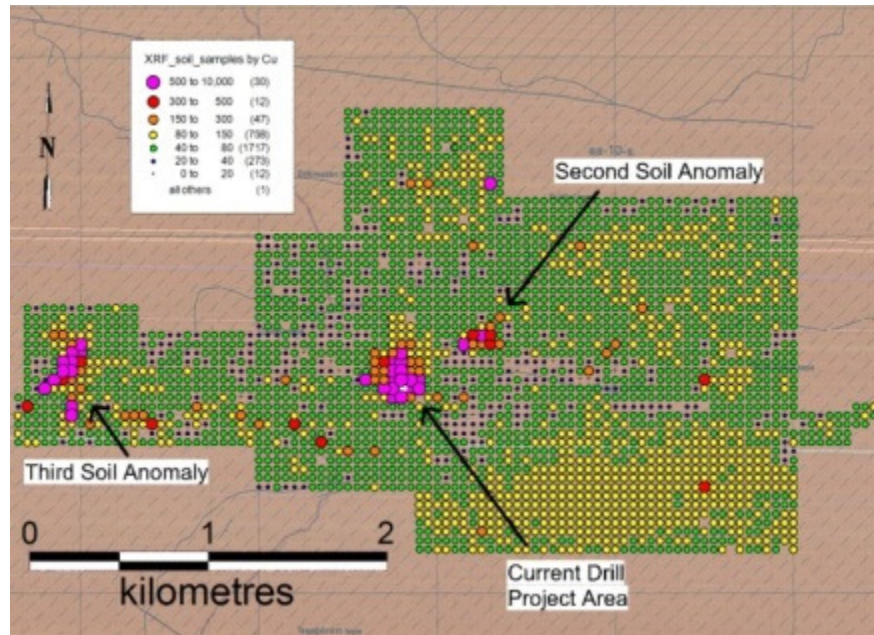 XRF_soil_samples by Cu
500 to 10,000 (30)
300 to 500 (12)
150 to 300 (47)
80 to 150 (798)
40 to 80 (1717)
20 to 40 (273)
0 to 20 (12)
all others (1)
N
Second Soil Anomaly
Third Soil Anomaly
0 1 2
kilometres
Current Drill
Project Area